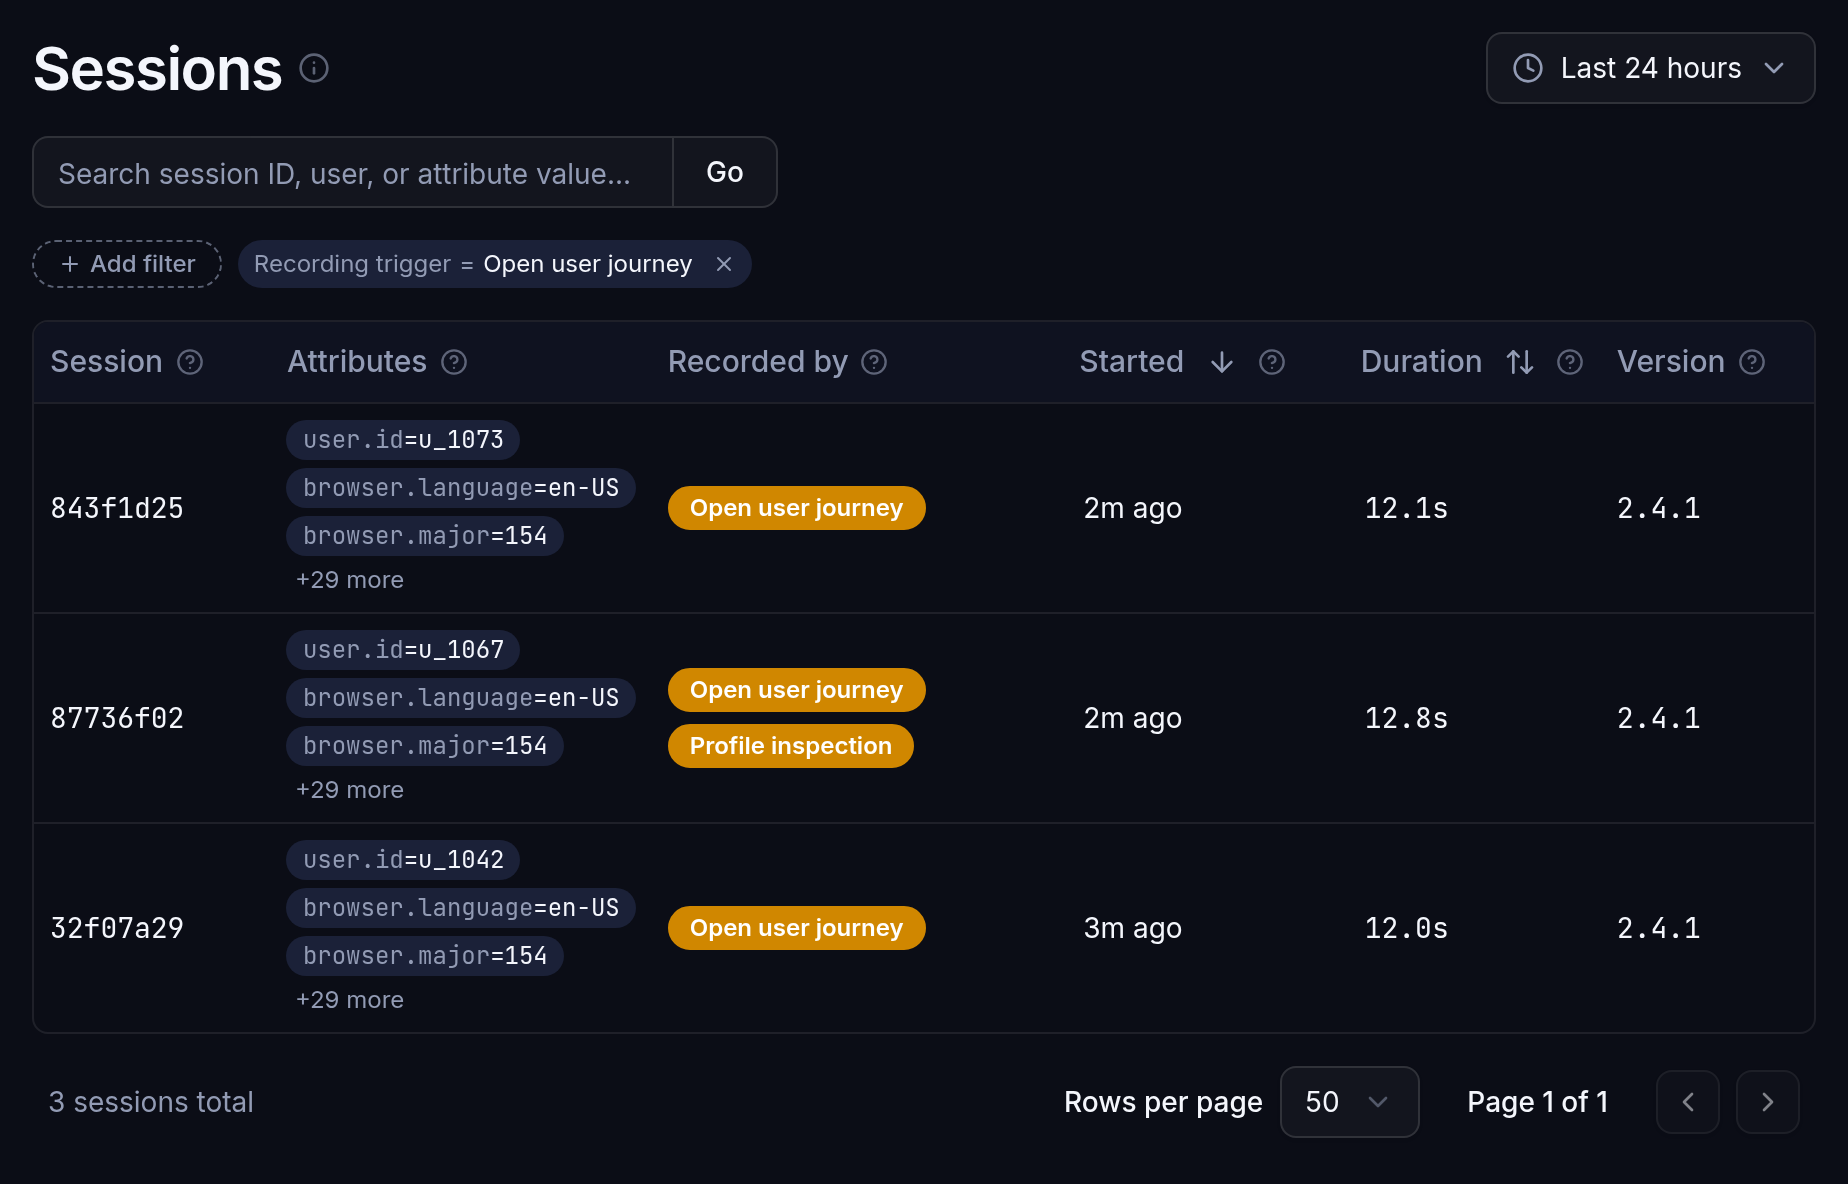 Sessions
Last 24 hours
Search session ID, user, or attribute value...
Go
+ Add filter
Recording trigger = Open user journey
Session Attributes Recorded by Started Duration Version
843f1d25
user.id=u_1073
browser.language=en-US
browser.major=154
+29 more
Open user journey
2m ago
12.1s
2.4.1
87736f02
user.id=u_1067
browser.language=en-US
browser.major=154
+29 more
Open user journey
Profile inspection
2m ago
12.8s
2.4.1
32f07a29
user.id=u_1042
browser.language=en-US
browser.major=154
+29 more
Open user journey
3m ago
12.0s
2.4.1
3 sessions total
Rows per page 50
Page 1 of 1